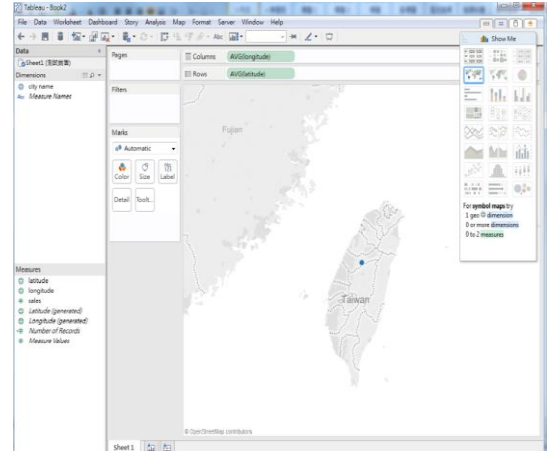 Tableau - Book2
File Data Worksheet Dashboard Story Analysis Map Format Server Window Help
Abc
Show Me
Data
Pages
Columns AVG(longitude)
Rows AVG(latitude)
Dimensions
city name
Abc Measure Names
Filters
Marks
Automatic
Color Size Label
Detail Toolt...
Fujian
Taiwan
For symbol maps try
1 geo dimension
0 or more dimensions
0 to 2 measures
Measures
latitude
longitude
sales
Latitude (generated)
Longitude (generated)
Number of Records
Measure Values
© OpenStreetMap contributors
Sheet 1